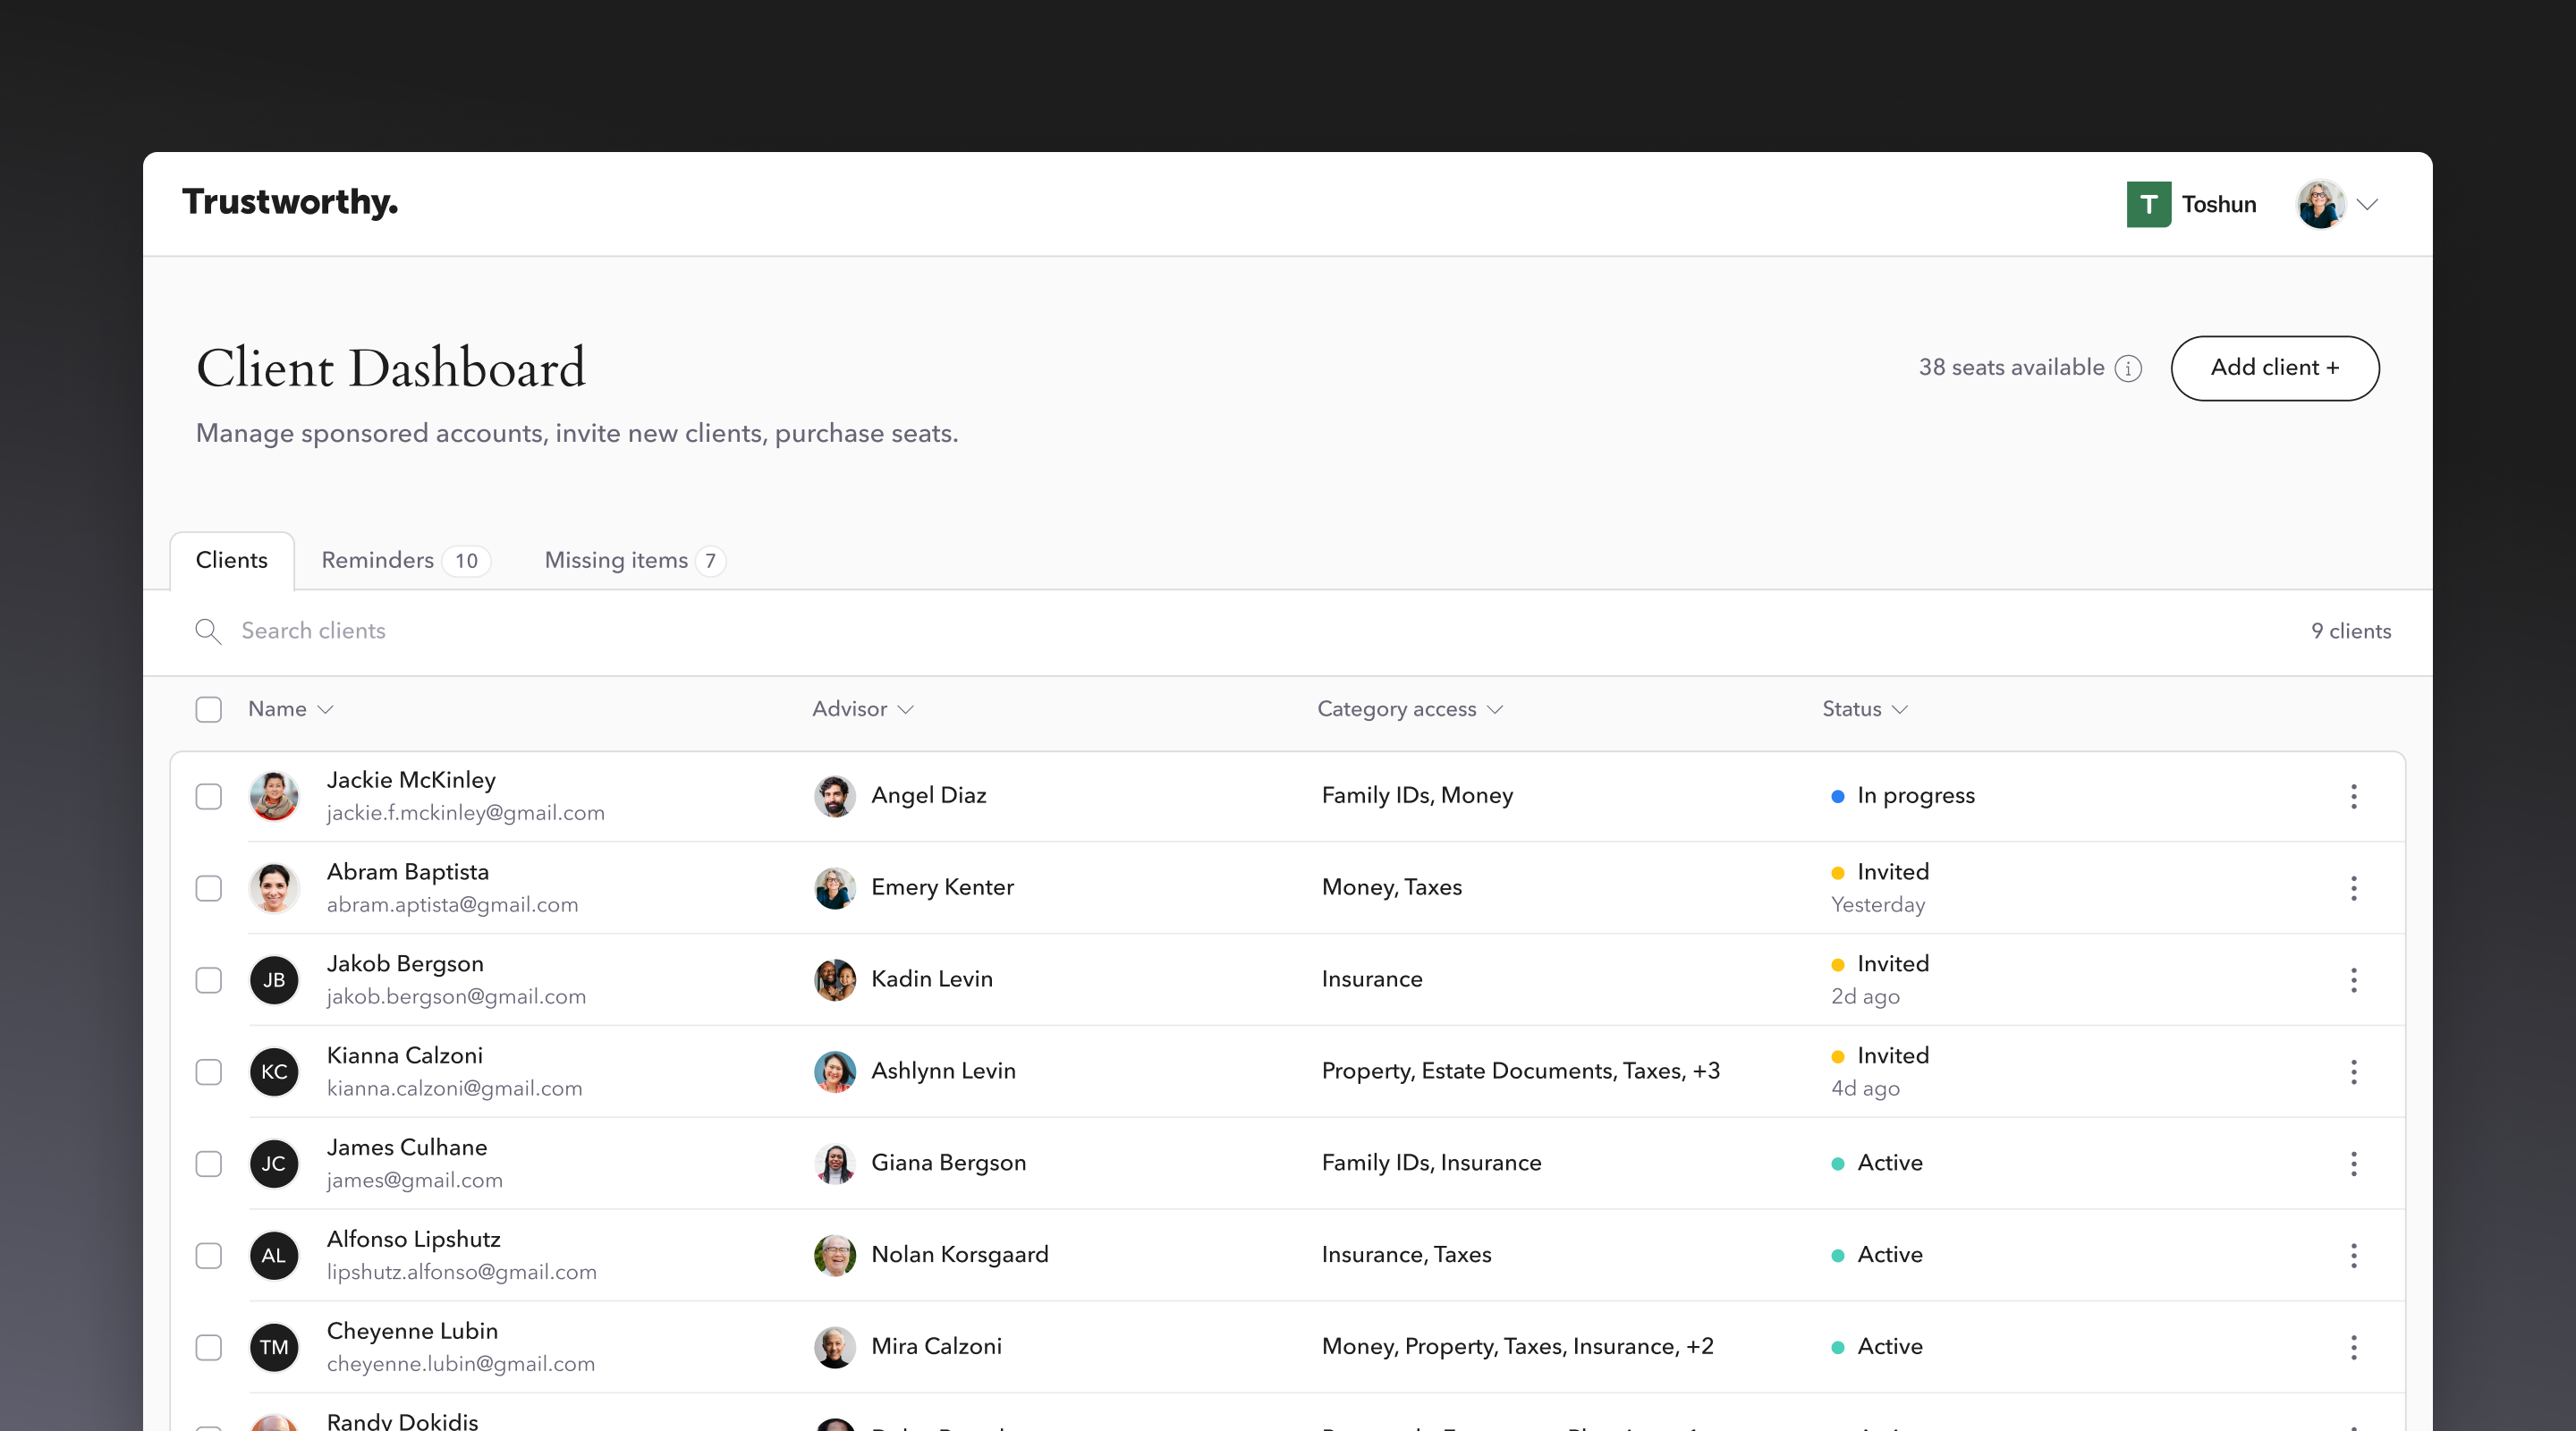 Trustworthy.
T Toshun
Client Dashboard
38 seats available i
Add client +
Manage sponsored accounts, invite new clients, purchase seats.
Clients Reminders 10 Missing items 7
Search clients 9 clients
Name Advisor Category access Status
Jackie McKinley
jackie.f.mckinley@gmail.com
Angel Diaz
Family IDs, Money
In progress
Abram Baptista
abram.aptista@gmail.com
Emery Kenter
Money, Taxes
Invited
Yesterday
JB
Jakob Bergson
jakob.bergson@gmail.com
Kadin Levin
Insurance
Invited
2d ago
KC
Kianna Calzoni
kianna.calzoni@gmail.com
Ashlynn Levin
Property, Estate Documents, Taxes, +3
Invited
4d ago
JC
James Culhane
james@gmail.com
Giana Bergson
Family IDs, Insurance
Active
AL
Alfonso Lipshutz
lipshutz.alfonso@gmail.com
Nolan Korsgaard
Insurance, Taxes
Active
TM
Cheyenne Lubin
cheyenne.lubin@gmail.com
Mira Calzoni
Money, Property, Taxes, Insurance, +2
Active
Randy Dokidis